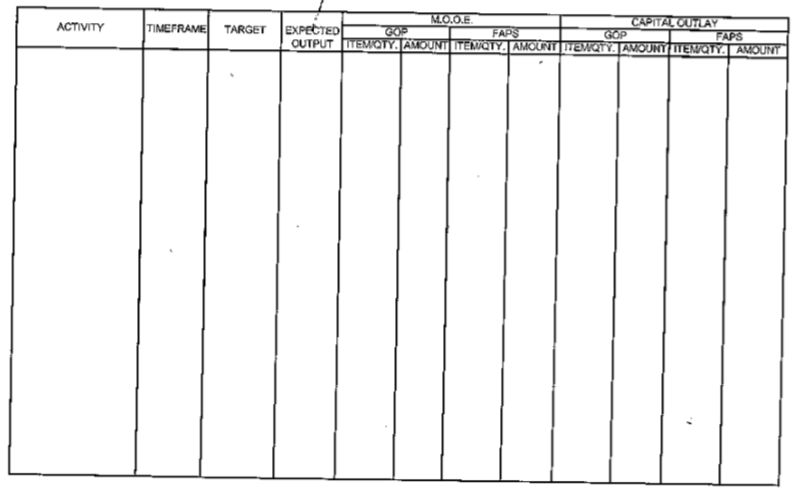 ACTIVITY TIMEFRAME TARGET EXPECTED OUTPUT M.O.O.E. CAPITAL OUTLAY
GOP FAPS GOP FAPS
ITEM/QTY. AMOUNT ITEM/QTY. AMOUNT ITEM/QTY. AMOUNT ITEM/QTY. AMOUNT